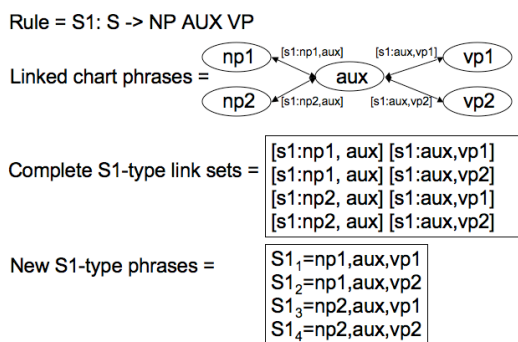 Rule = S1: S -> NP AUX VP
np1 [s1:np1,aux] [s1:aux,vp1] vp1
Linked chart phrases = aux
np2 [s1:np2,aux] [s1:aux,vp2] vp2
[s1:np1, aux] [s1:aux,vp1]
Complete S1-type link sets = [s1:np1, aux] [s1:aux,vp2]
[s1:np2, aux] [s1:aux,vp1]
[s1:np2, aux] [s1:aux,vp2]
New S1-type phrases = S1₁=np1,aux,vp1
S1₂=np1,aux,vp2
S1₃=np2,aux,vp1
S1₄=np2,aux,vp2